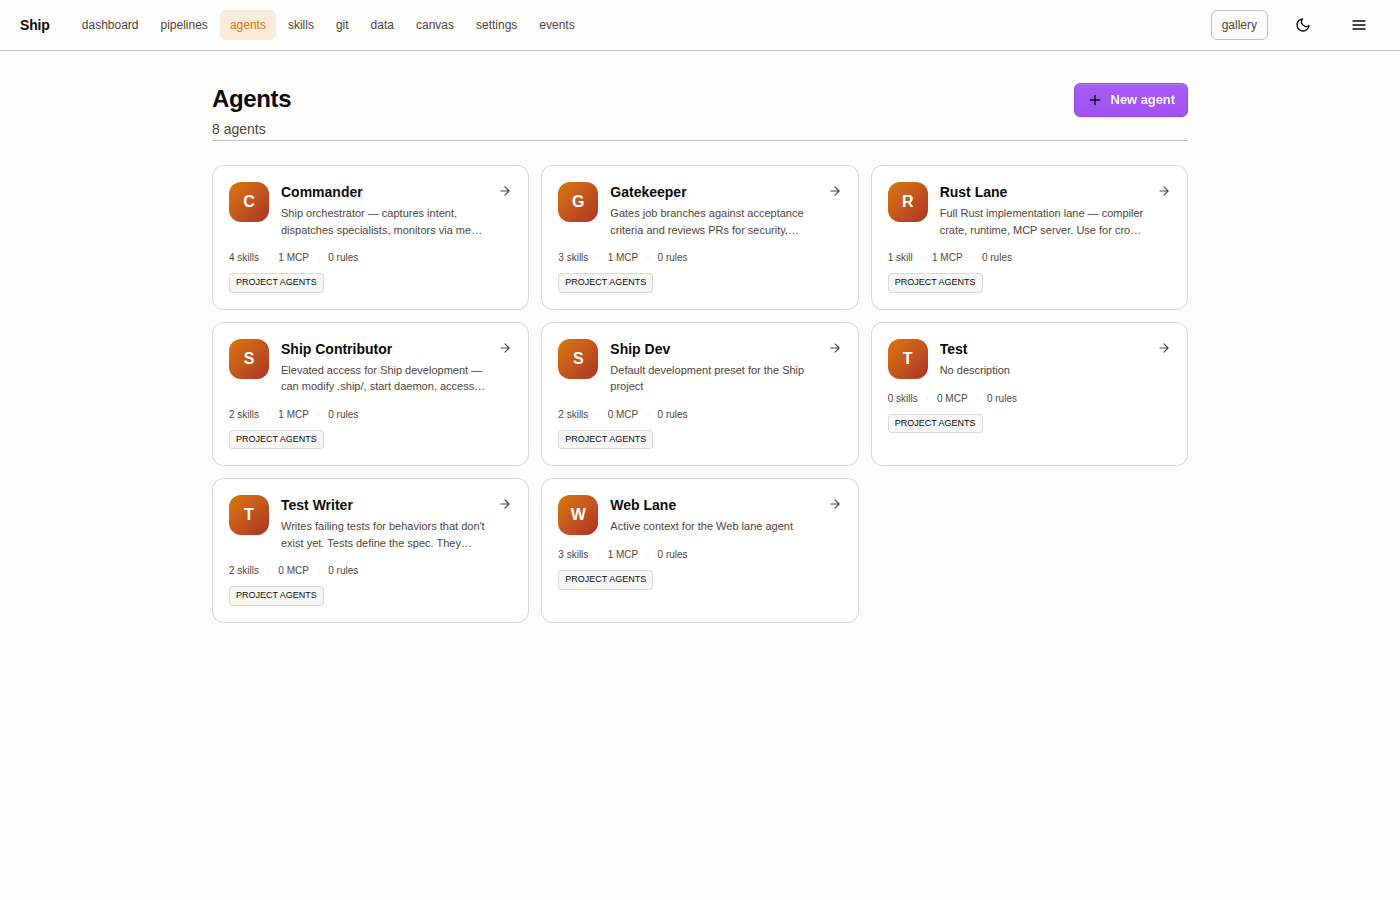 Ship dashboard pipelines agents skills git data canvas settings events gallery
Agents
New agent
8 agents
C
Commander
Ship orchestrator — captures intent,
dispatches specialists, monitors via me…
4 skills · 1 MCP · 0 rules
PROJECT AGENTS
G
Gatekeeper
Gates job branches against acceptance
criteria and reviews PRs for security,…
3 skills · 1 MCP · 0 rules
PROJECT AGENTS
R
Rust Lane
Full Rust implementation lane — compiler
crate, runtime, MCP server. Use for cro…
1 skill · 1 MCP · 0 rules
PROJECT AGENTS
S
Ship Contributor
Elevated access for Ship development —
can modify .ship/, start daemon, access…
2 skills · 1 MCP · 0 rules
PROJECT AGENTS
S
Ship Dev
Default development preset for the Ship
project
2 skills · 0 MCP · 0 rules
PROJECT AGENTS
T
Test
No description
0 skills · 0 MCP · 0 rules
PROJECT AGENTS
T
Test Writer
Writes failing tests for behaviors that don't
exist yet. Tests define the spec. They…
2 skills · 0 MCP · 0 rules
PROJECT AGENTS
W
Web Lane
Active context for the Web lane agent
3 skills · 1 MCP · 0 rules
PROJECT AGENTS